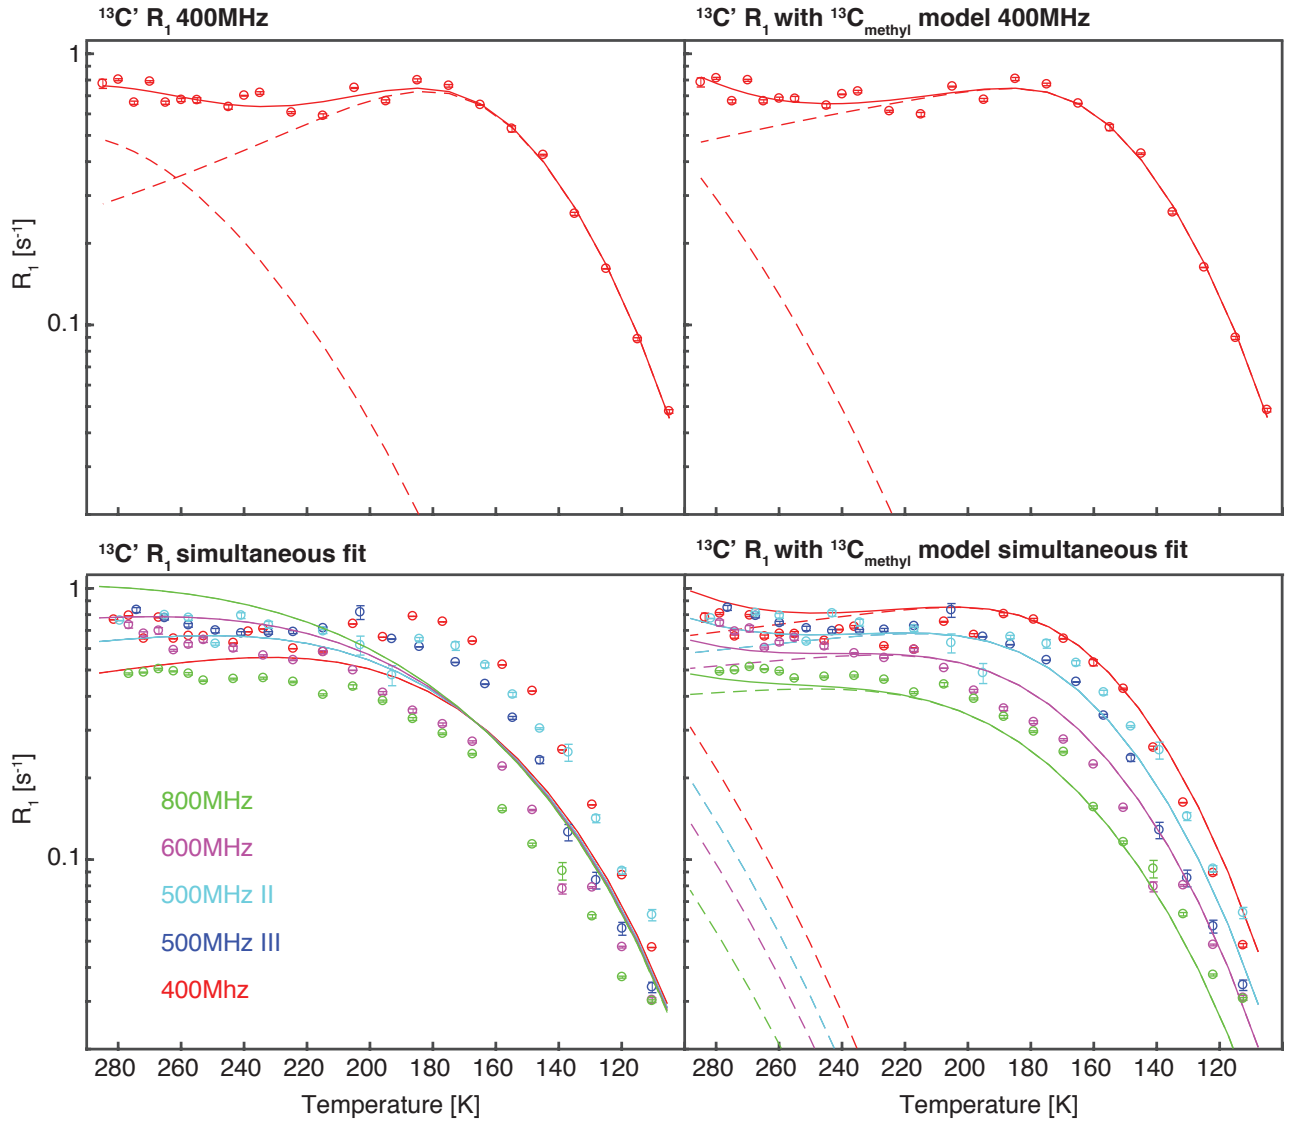 ¹³C’ R₁ 400MHz
¹³C’ R₁ with ¹³Cₘₑₜₕyₗ model 400MHz
1
0.1
R₁ [s⁻¹]
¹³C’ R₁ simultaneous fit
¹³C’ R₁ with ¹³Cₘₑₜₕyₗ model simultaneous fit
1
0.1
R₁ [s⁻¹]
800MHz
600MHz
500MHz II
500MHz III
400Mhz
280 260 240 220 200 180 160 140 120
280 260 240 220 200 180 160 140 120
Temperature [K]
Temperature [K]